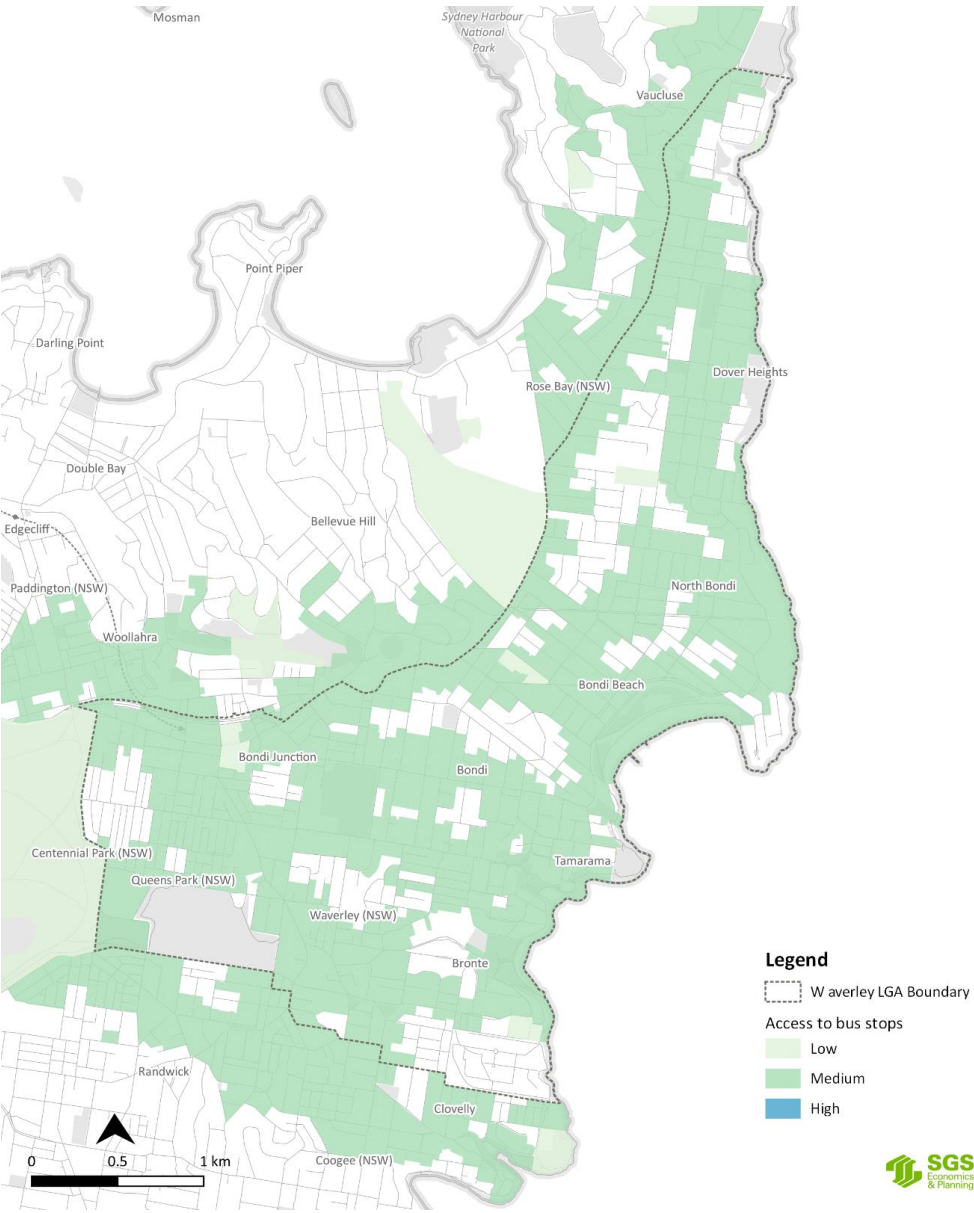 Mosman
Sydney Harbour
National
Park
Vaucluse
Point Piper
Darling Point
Dover Heights
Rose Bay (NSW)
Double Bay
Bellevue Hill
Edgecliff
Paddington (NSW)
North Bondi
Woollahra
Bondi Beach
Bondi Junction
Bondi
Centennial Park (NSW)
Tamarama
Queens Park (NSW)
Waverley (NSW)
Bronte
Randwick
Clovelly
Coogee (NSW)
0 0.5 1 km
Legend
W averley LGA Boundary
Access to bus stops
Low
Medium
High
SGS
Economics
& Planning